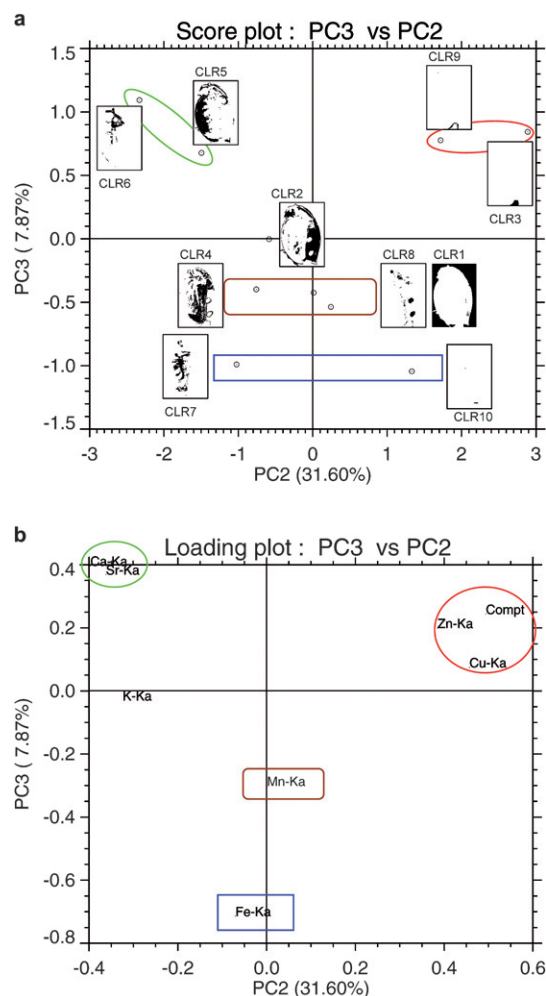 a
Score plot : PC3 vs PC2
CLR9
CLR5
CLR6
CLR3
CLR2
CLR4
CLR8 CLR1
CLR7
CLR10
1.5
1.0
0.5
0.0
-0.5
-1.0
-1.5
PC3 ( 7.87%)
-3 -2 -1 0 1 2 3
PC2 (31.60%)
b
Loading plot : PC3 vs PC2
Ca-Ka
Sr-Ka
Compt
Zn-Ka
Cu-Ka
K-Ka
Mn-Ka
Fe-Ka
0.4
0.2
0.0
-0.2
-0.4
-0.6
-0.8
PC3 ( 7.87%)
-0.4 -0.2 0.0 0.2 0.4 0.6
PC2 (31.60%)